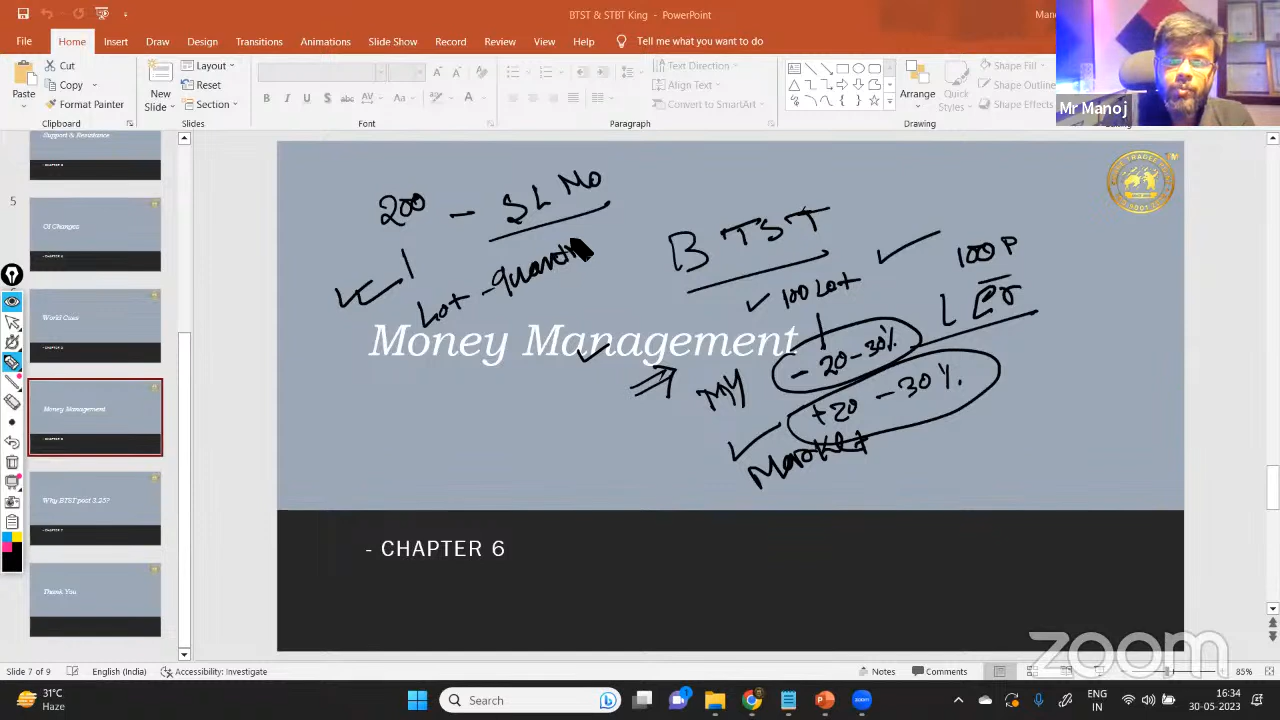 BTST & STBT King - PowerPoint
File Home Insert Draw Design Transitions Animations Slide Show Record Review View Help Tell me what you want to do
Paste Cut Copy Format Painter
Clipboard
New Slide Layout Reset Section
Slides
Font
Text Direction Align Text Convert to SmartArt
Paragraph
Arrange Quick Styles Shape Fill Shape Outline Shape Effects
Drawing
Mr Manoj
Support & Resistance
OI Changes
Money Management
Why BTST post 3.25?
Thank You
200 - SL No
Lot - quantity
BTST
100 Lot
100 P
1 Cr
- 20 - 30%
MY
+20 - 30%
Market
Money Management
- CHAPTER 6
zoom
Slide 7 of 9 English (India) Accessibility: Investigate Notes Comments 85%
31°C
Haze
Search
ENG
IN
16:34
30-05-2023